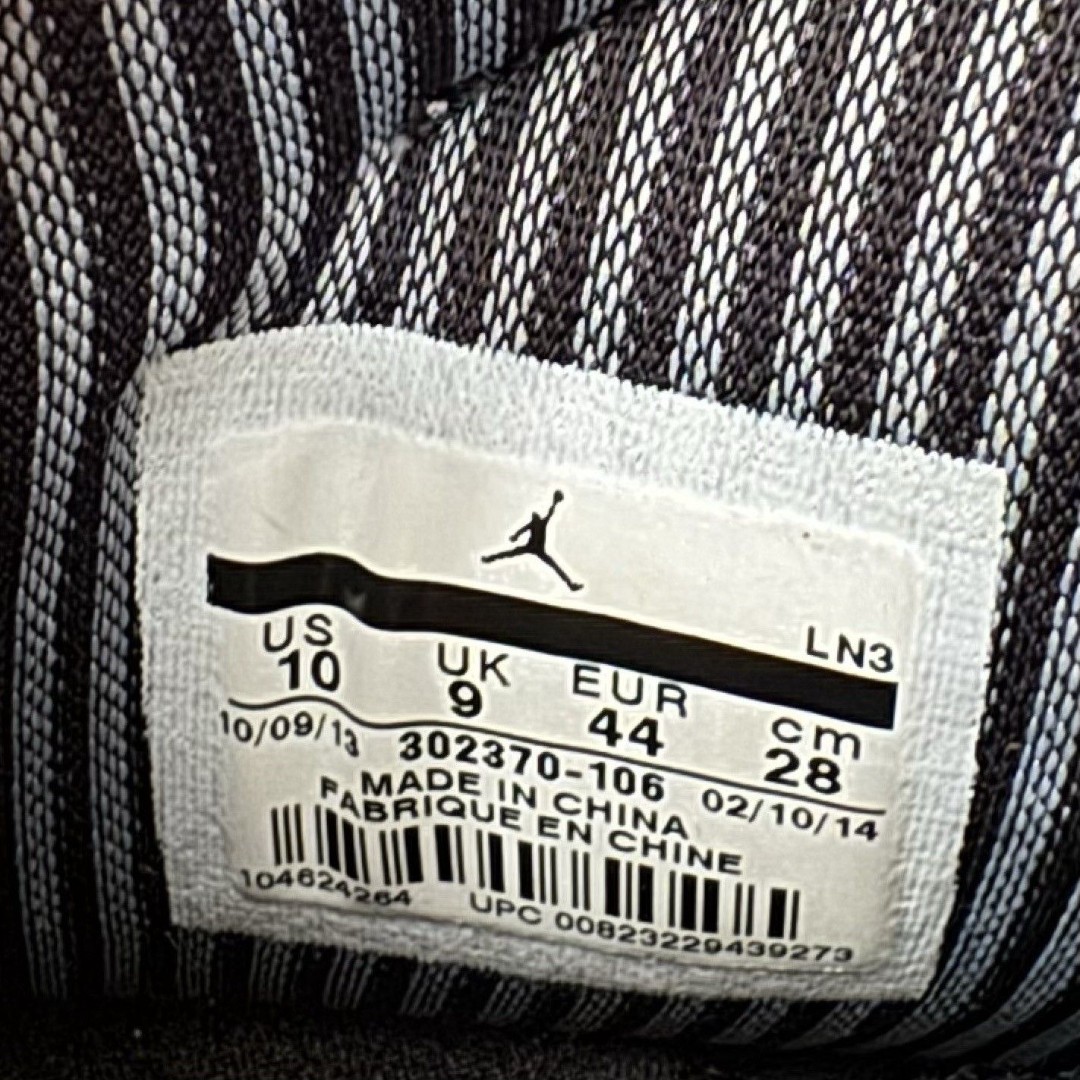 LN3
US UK EUR cm
10 9 44 28
10/09/13 302370-106 02/10/14
MADE IN CHINA
FABRIQUE EN CHINE
104624264 UPC 00823229439273